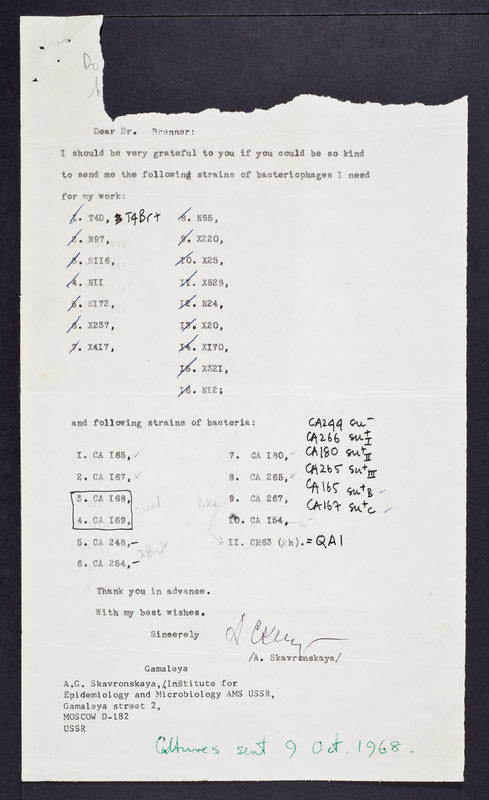 Do
Dear Dr. Brenner:
I should be very grateful to you if you could be so kind
to send me the following strains of bacteriophages I need
for my work:
1. T4D, T4Br+ 8. N55,
2. N97, 9. X220,
3. SII6, 10. X25,
4. NII 11. X528,
5. SI72, 12. N24,
6. X237, 13. X20,
7. X4I7, 14. XI70,
15. X32I,
16. NI2;
and following strains of bacteria:
CA244 su-
CA266 su+I
CA180 su+II
CA265 su+III
CA165 su+B
CA167 su+C
I. CA I65, ✓ 7. CA I80, ✓
2. CA I67, ✓ 8. CA 265, ✓
3. CA I68, 9. CA 267,
like
4. CA I69, 10. CA I54,
5. CA 248,- II. CR63 (λh).=QA1
Difficult
6. CA 254,-
Thank you in advance.
With my best wishes.
Sincerely
/A. Skavronskaya/
Gamaleya
A.G. Skavronskaya,/Institute for
Epidemiology and Microbiology AMS USSR,
Gamaleya street 2,
MOSCOW D-182
USSR
Cultures sent 9 Oct. 1968.